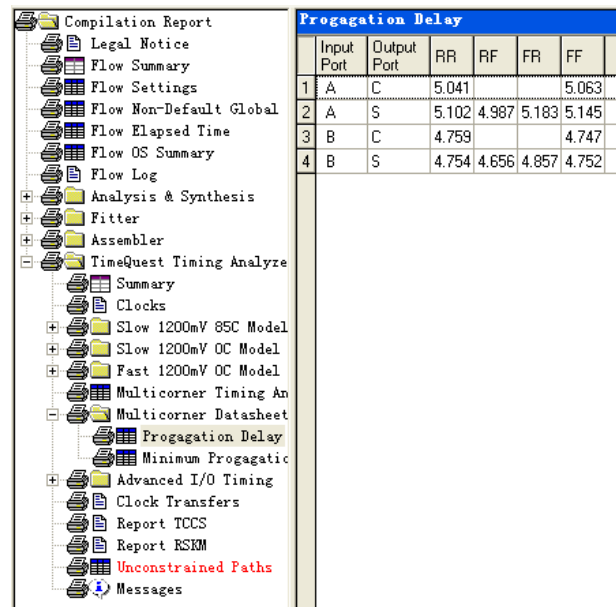 Compilation Report
Legal Notice
Flow Summary
Flow Settings
Flow Non-Default Global
Flow Elapsed Time
Flow OS Summary
Flow Log
Analysis & Synthesis
Fitter
Assembler
TimeQuest Timing Analyze
Summary
Clocks
Slow 1200mV 85C Model
Slow 1200mV 0C Model
Fast 1200mV 0C Model
Multicorner Timing An
Multicorner Datasheet
Progagation Delay
Minimum Progagatic
Advanced I/O Timing
Clock Transfers
Report TCCS
Report RSKM
Unconstrained Paths
Messages
Progagation Delay
Input Port Output Port RR RF FR FF
1 A C 5.041 5.063
2 A S 5.102 4.987 5.183 5.145
3 B C 4.759 4.747
4 B S 4.754 4.656 4.857 4.752